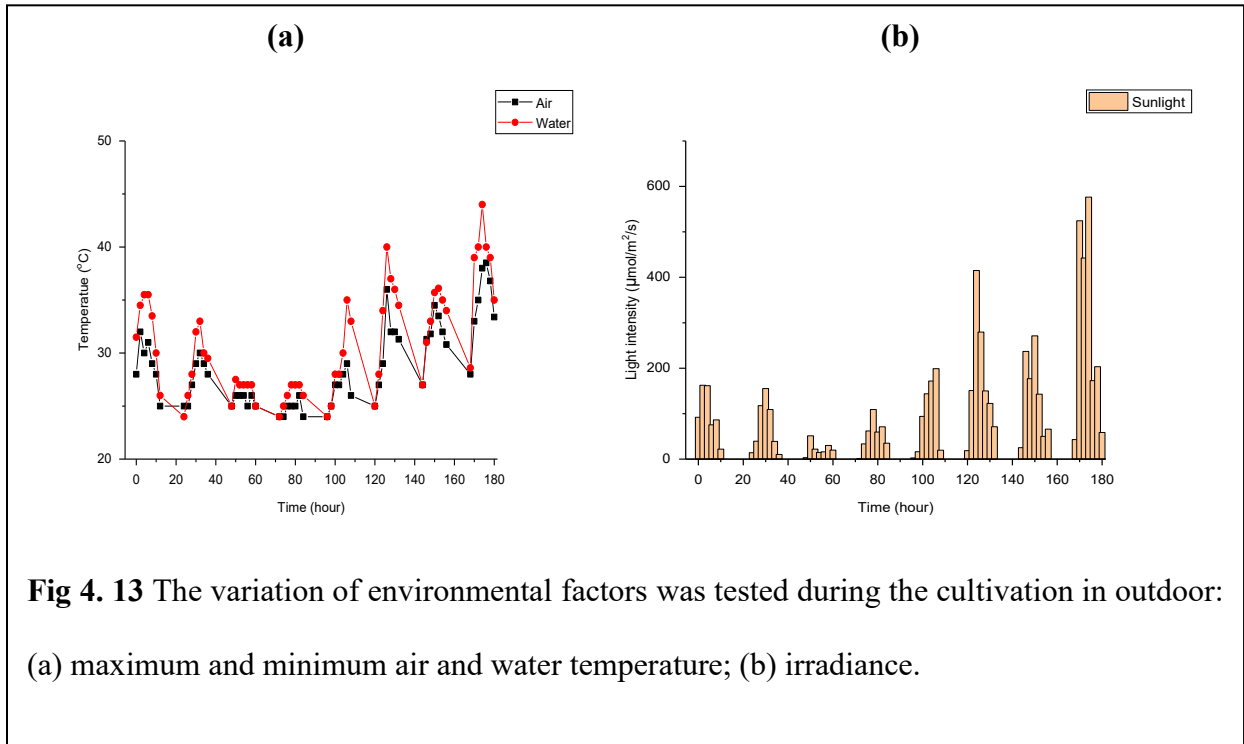 (a)
(b)
Air
Water
Sunlight
50
40
30
20
Temperatue (°C)
0 20 40 60 80 100 120 140 160 180
Time (hour)
600
400
200
0
Light intensity (μmol/m²/s)
0 20 40 60 80 100 120 140 160 180
Time (hour)
Fig 4. 13 The variation of environmental factors was tested during the cultivation in outdoor:
(a) maximum and minimum air and water temperature; (b) irradiance.